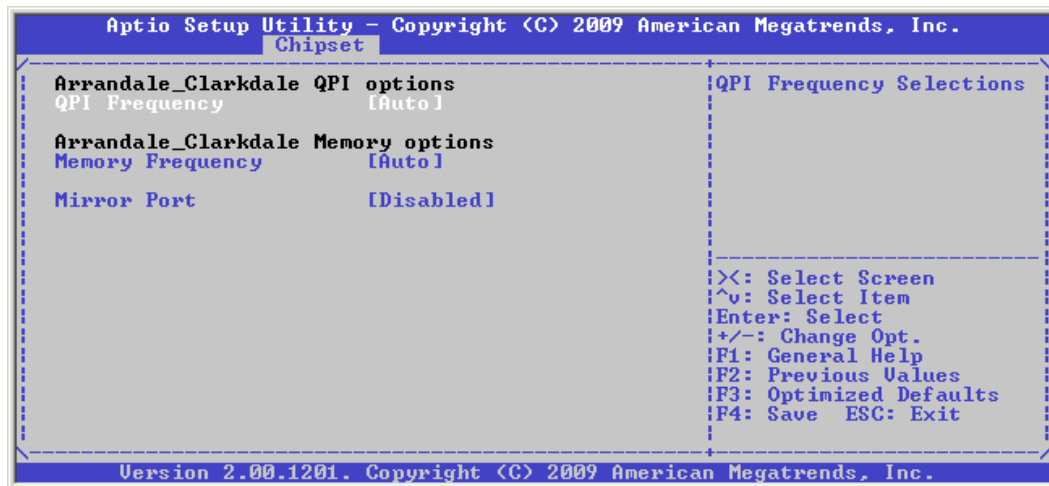 Aptio Setup Utility - Copyright (C) 2009 American Megatrends, Inc.
Chipset
Arrandale_Clarkdale QPI options
QPI Frequency [Auto]
Arrandale_Clarkdale Memory options
Memory Frequency [Auto]
Mirror Port [Disabled]
QPI Frequency Selections
><: Select Screen
^v: Select Item
Enter: Select
+/-: Change Opt.
F1: General Help
F2: Previous Values
F3: Optimized Defaults
F4: Save ESC: Exit
Version 2.00.1201. Copyright (C) 2009 American Megatrends, Inc.